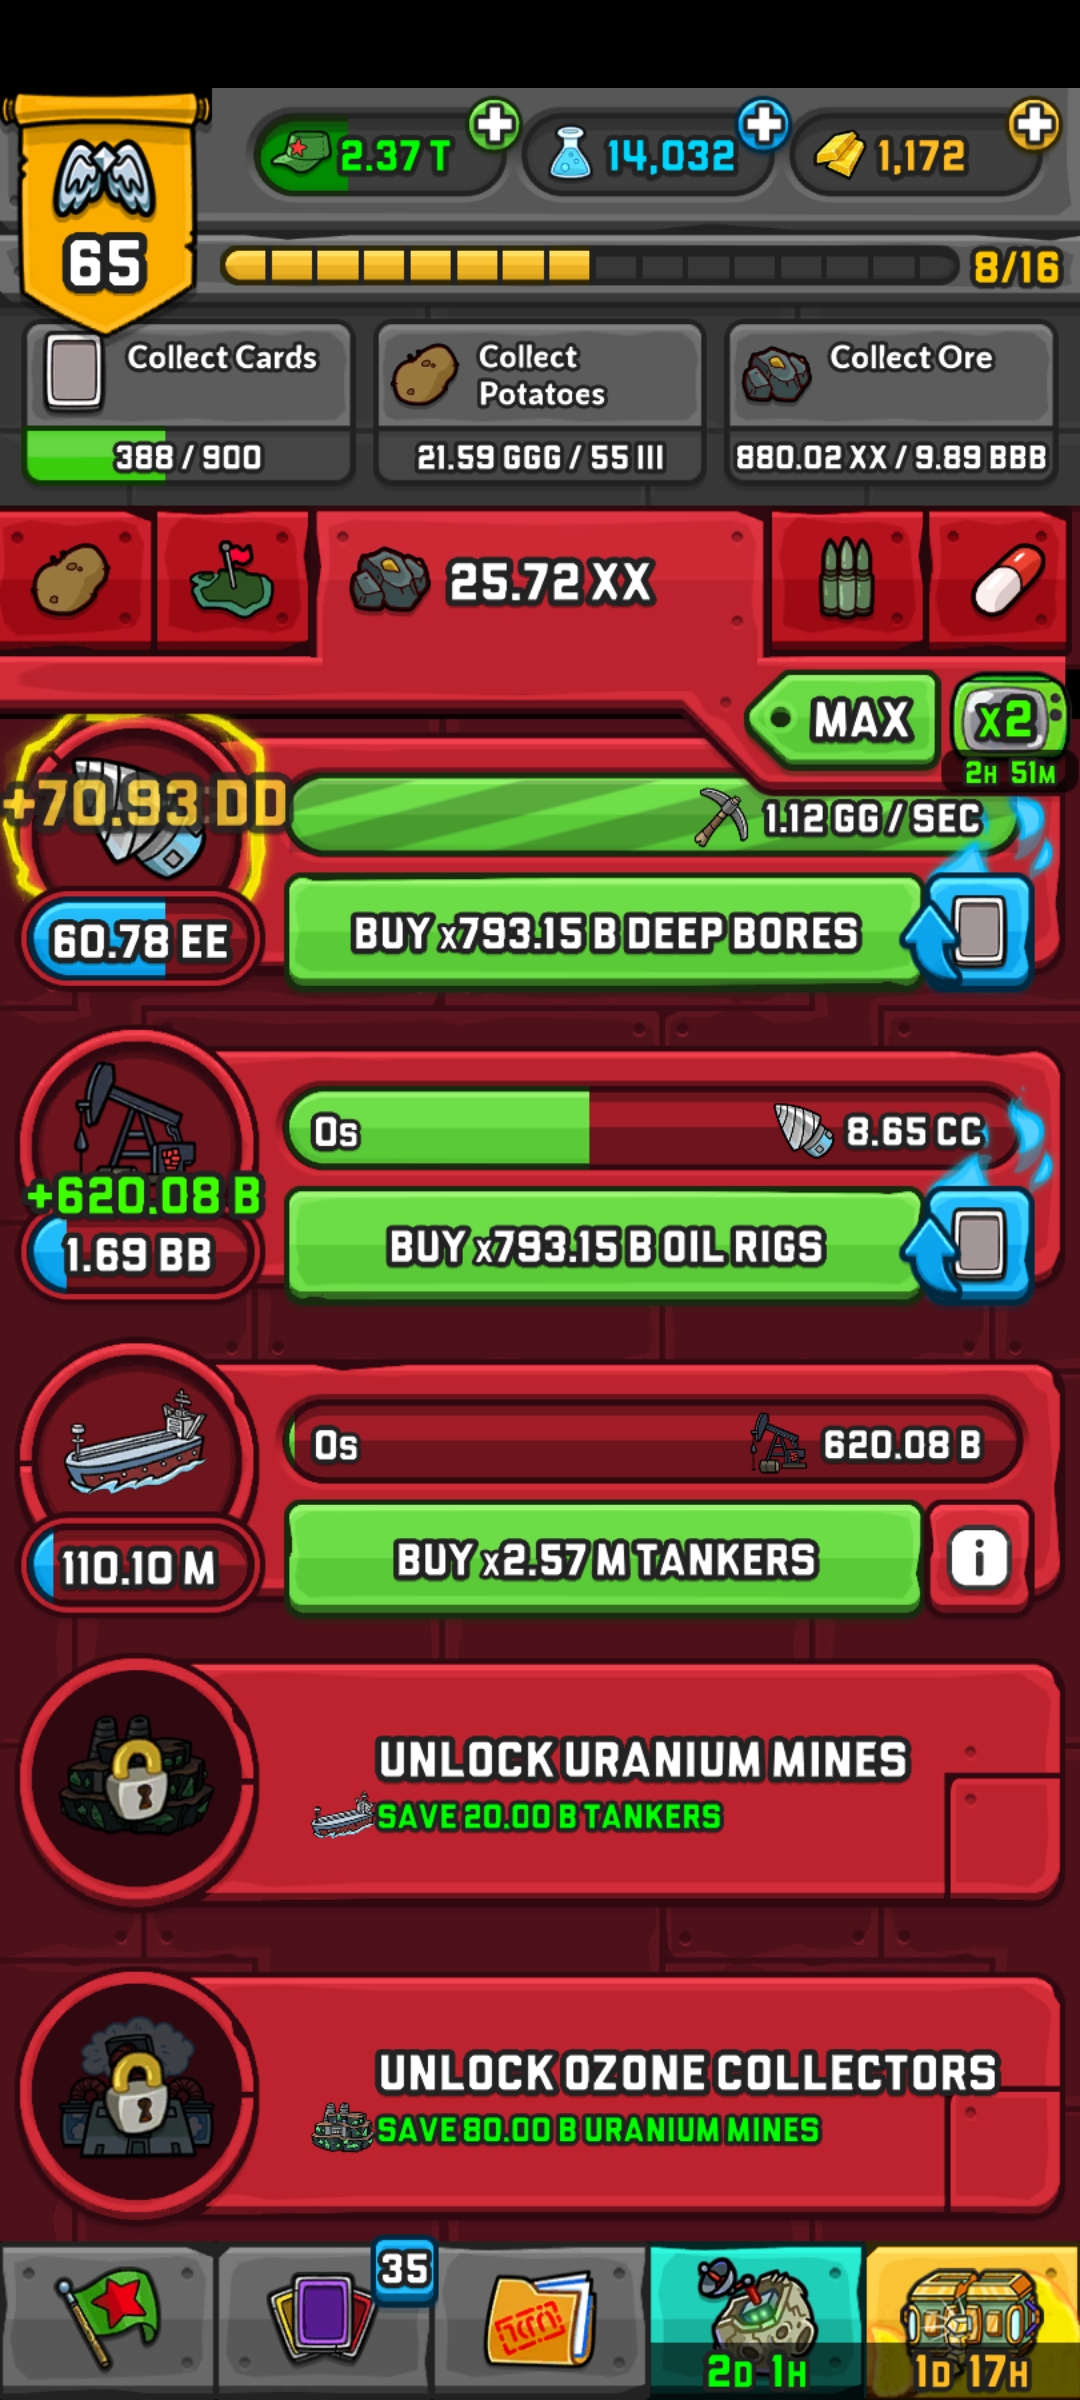 65
2.37 T
14,032
1,172
8/16
Collect Cards
388 / 900
Collect
Potatoes
21.59 GGG / 55 III
Collect Ore
880.02 XX / 9.89 BBB
25.72 XX
MAX
x2
2H 51M
+70.93 DD
1.12 GG / SEC
60.78 EE
BUY x793.15 B DEEP BORES
0s
8.65 CC
+620.08 B
1.69 BB
BUY x793.15 B OIL RIGS
0s
620.08 B
110.10 M
BUY x2.57 M TANKERS
i
UNLOCK URANIUM MINES
SAVE 20.00 B TANKERS
UNLOCK OZONE COLLECTORS
SAVE 80.00 B URANIUM MINES
35
2D 1H
1D 17H